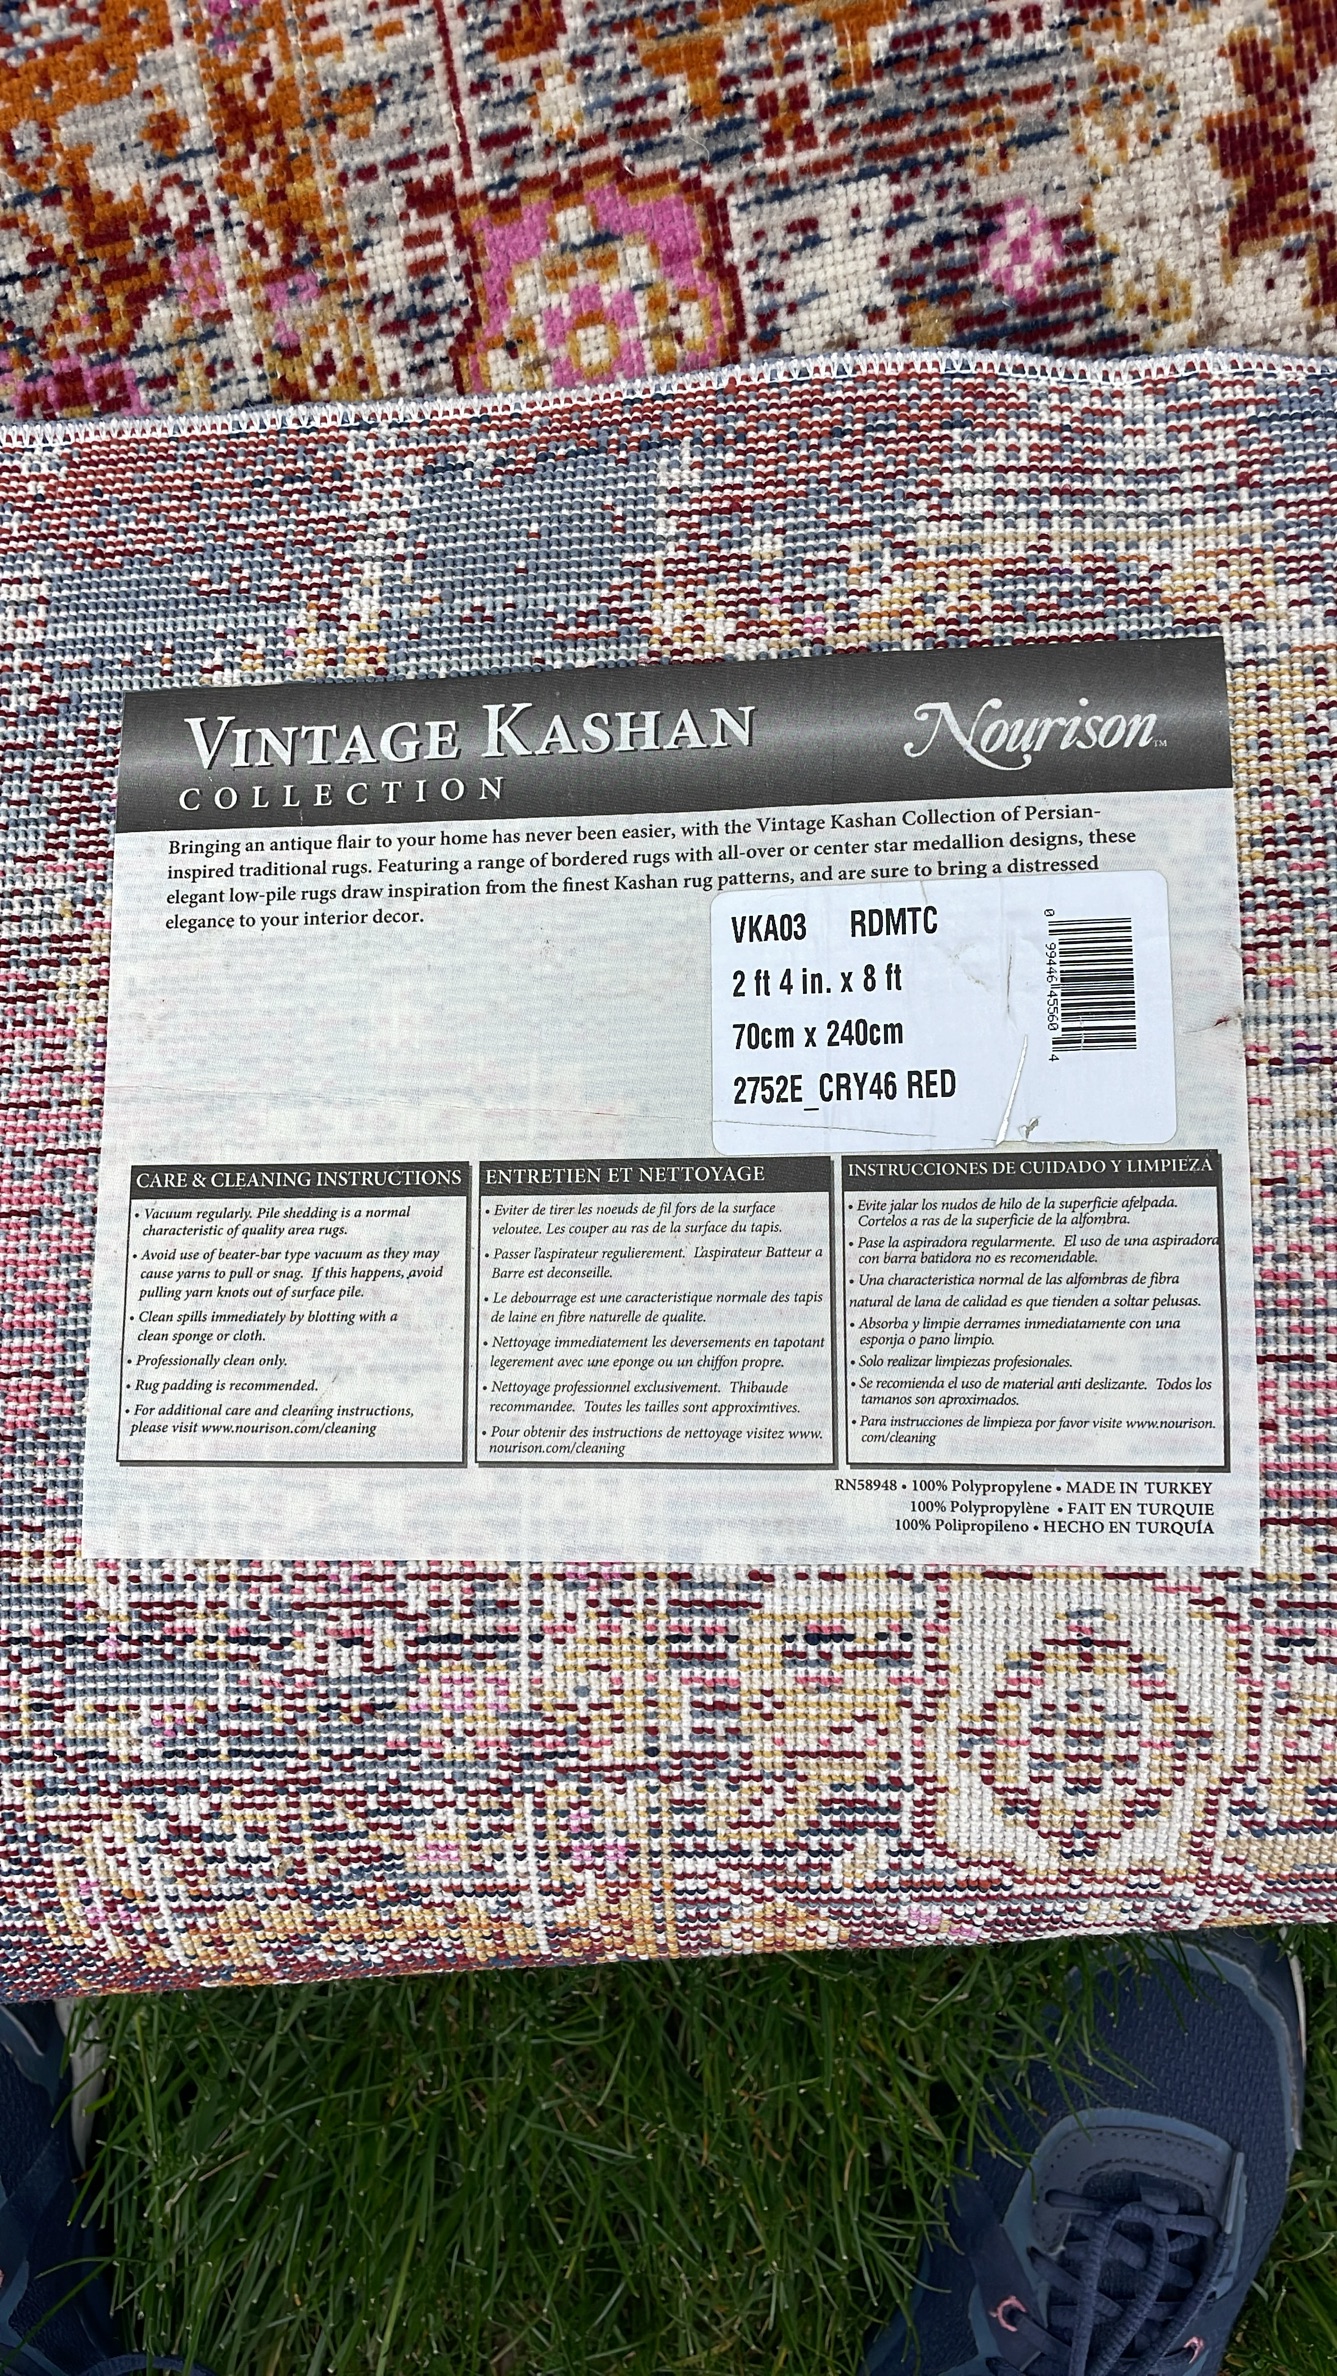 VINTAGE KASHAN
COLLECTION
Nourison™
Bringing an antique flair to your home has never been easier, with the Vintage Kashan Collection of Persian-
inspired traditional rugs. Featuring a range of bordered rugs with all-over or center star medallion designs, these
elegant low-pile rugs draw inspiration from the finest Kashan rug patterns, and are sure to bring a distressed
elegance to your interior decor.
VKA03 RDMTC
2 ft 4 in. x 8 ft
70cm x 240cm
2752E_CRY46 RED
0 99446 45560 4
CARE & CLEANING INSTRUCTIONS
• Vacuum regularly. Pile shedding is a normal
characteristic of quality area rugs.
• Avoid use of beater-bar type vacuum as they may
cause yarns to pull or snag. If this happens, avoid
pulling yarn knots out of surface pile.
• Clean spills immediately by blotting with a
clean sponge or cloth.
• Professionally clean only.
• Rug padding is recommended.
• For additional care and cleaning instructions,
please visit www.nourison.com/cleaning
ENTRETIEN ET NETTOYAGE
• Eviter de tirer les noeuds de fil fors de la surface
veloutee. Les couper au ras de la surface du tapis.
• Passer l'aspirateur regulierement. L'aspirateur Batteur a
Barre est deconseille.
• Le debourrage est une caracteristique normale des tapis
de laine en fibre naturelle de qualite.
• Nettoyage immediatement les deversements en tapotant
legerement avec une eponge ou un chiffon propre.
• Nettoyage professionnel exclusivement. Thibaude
recommandee. Toutes les tailles sont approximtives.
• Pour obtenir des instructions de nettoyage visitez www.
nourison.com/cleaning
INSTRUCCIONES DE CUIDADO Y LIMPIEZA
• Evite jalar los nudos de hilo de la superficie afelpada.
Cortelos a ras de la superficie de la alfombra.
• Pase la aspiradora regularmente. El uso de una aspiradora
con barra batidora no es recomendable.
• Una characteristica normal de las alfombras de fibra
natural de lana de calidad es que tienden a soltar pelusas.
• Absorba y limpie derrames inmediatamente con una
esponja o pano limpio.
• Solo realizar limpiezas profesionales.
• Se recomienda el uso de material anti deslizante. Todos los
tamanos son aproximados.
• Para instrucciones de limpieza por favor visite www.nourison.
com/cleaning
RN58948 • 100% Polypropylene • MADE IN TURKEY
100% Polypropylène • FAIT EN TURQUIE
100% Polipropileno • HECHO EN TURQUÍA